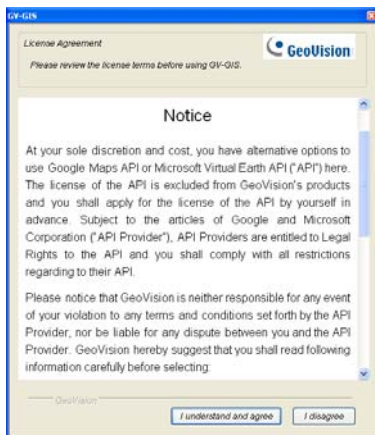 GV-GIS
License Agreement
Please review the license terms before using GV-GIS.
GeoVision
Notice
At your sole discretion and cost, you have alternative options to
use Google Maps API or Microsoft Virtual Earth API ("API") here.
The license of the API is excluded from GeoVision's products
and you shall apply for the license of the API by yourself in
advance. Subject to the articles of Google and Microsoft
Corporation ("API Provider"), API Providers are entitled to Legal
Rights to the API and you shall comply with all restrictions
regarding to their API.
Please notice that GeoVision is neither responsible for any event
of your violation to any terms and conditions set forth by the API
Provider, nor be liable for any dispute between you and the API
Provider. GeoVision hereby suggest that you shall read following
information carefully before selecting:
GeoVision
I understand and agree
I disagree